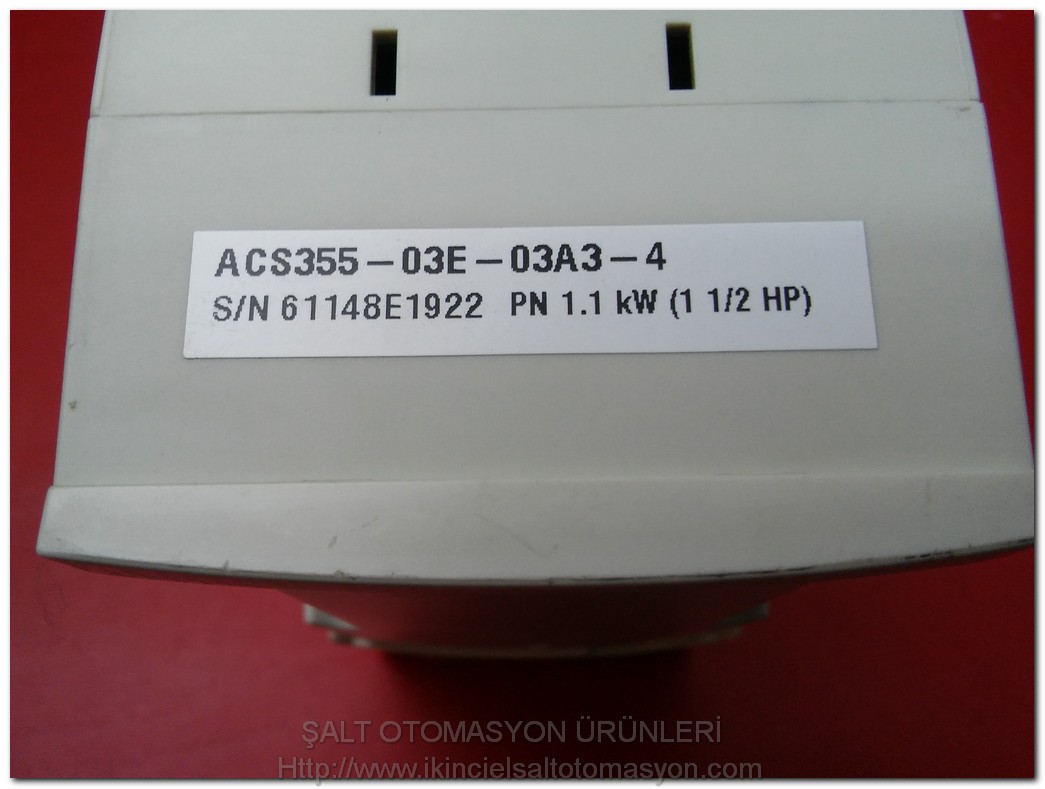 ACS355-03E-03A3-4
S/N 61148E1922 PN 1.1 kW (1 1/2 HP)
ŞALT OTOMASYON ÜRÜNLERİ
Http://www.ikincielsaltotomasyon.com